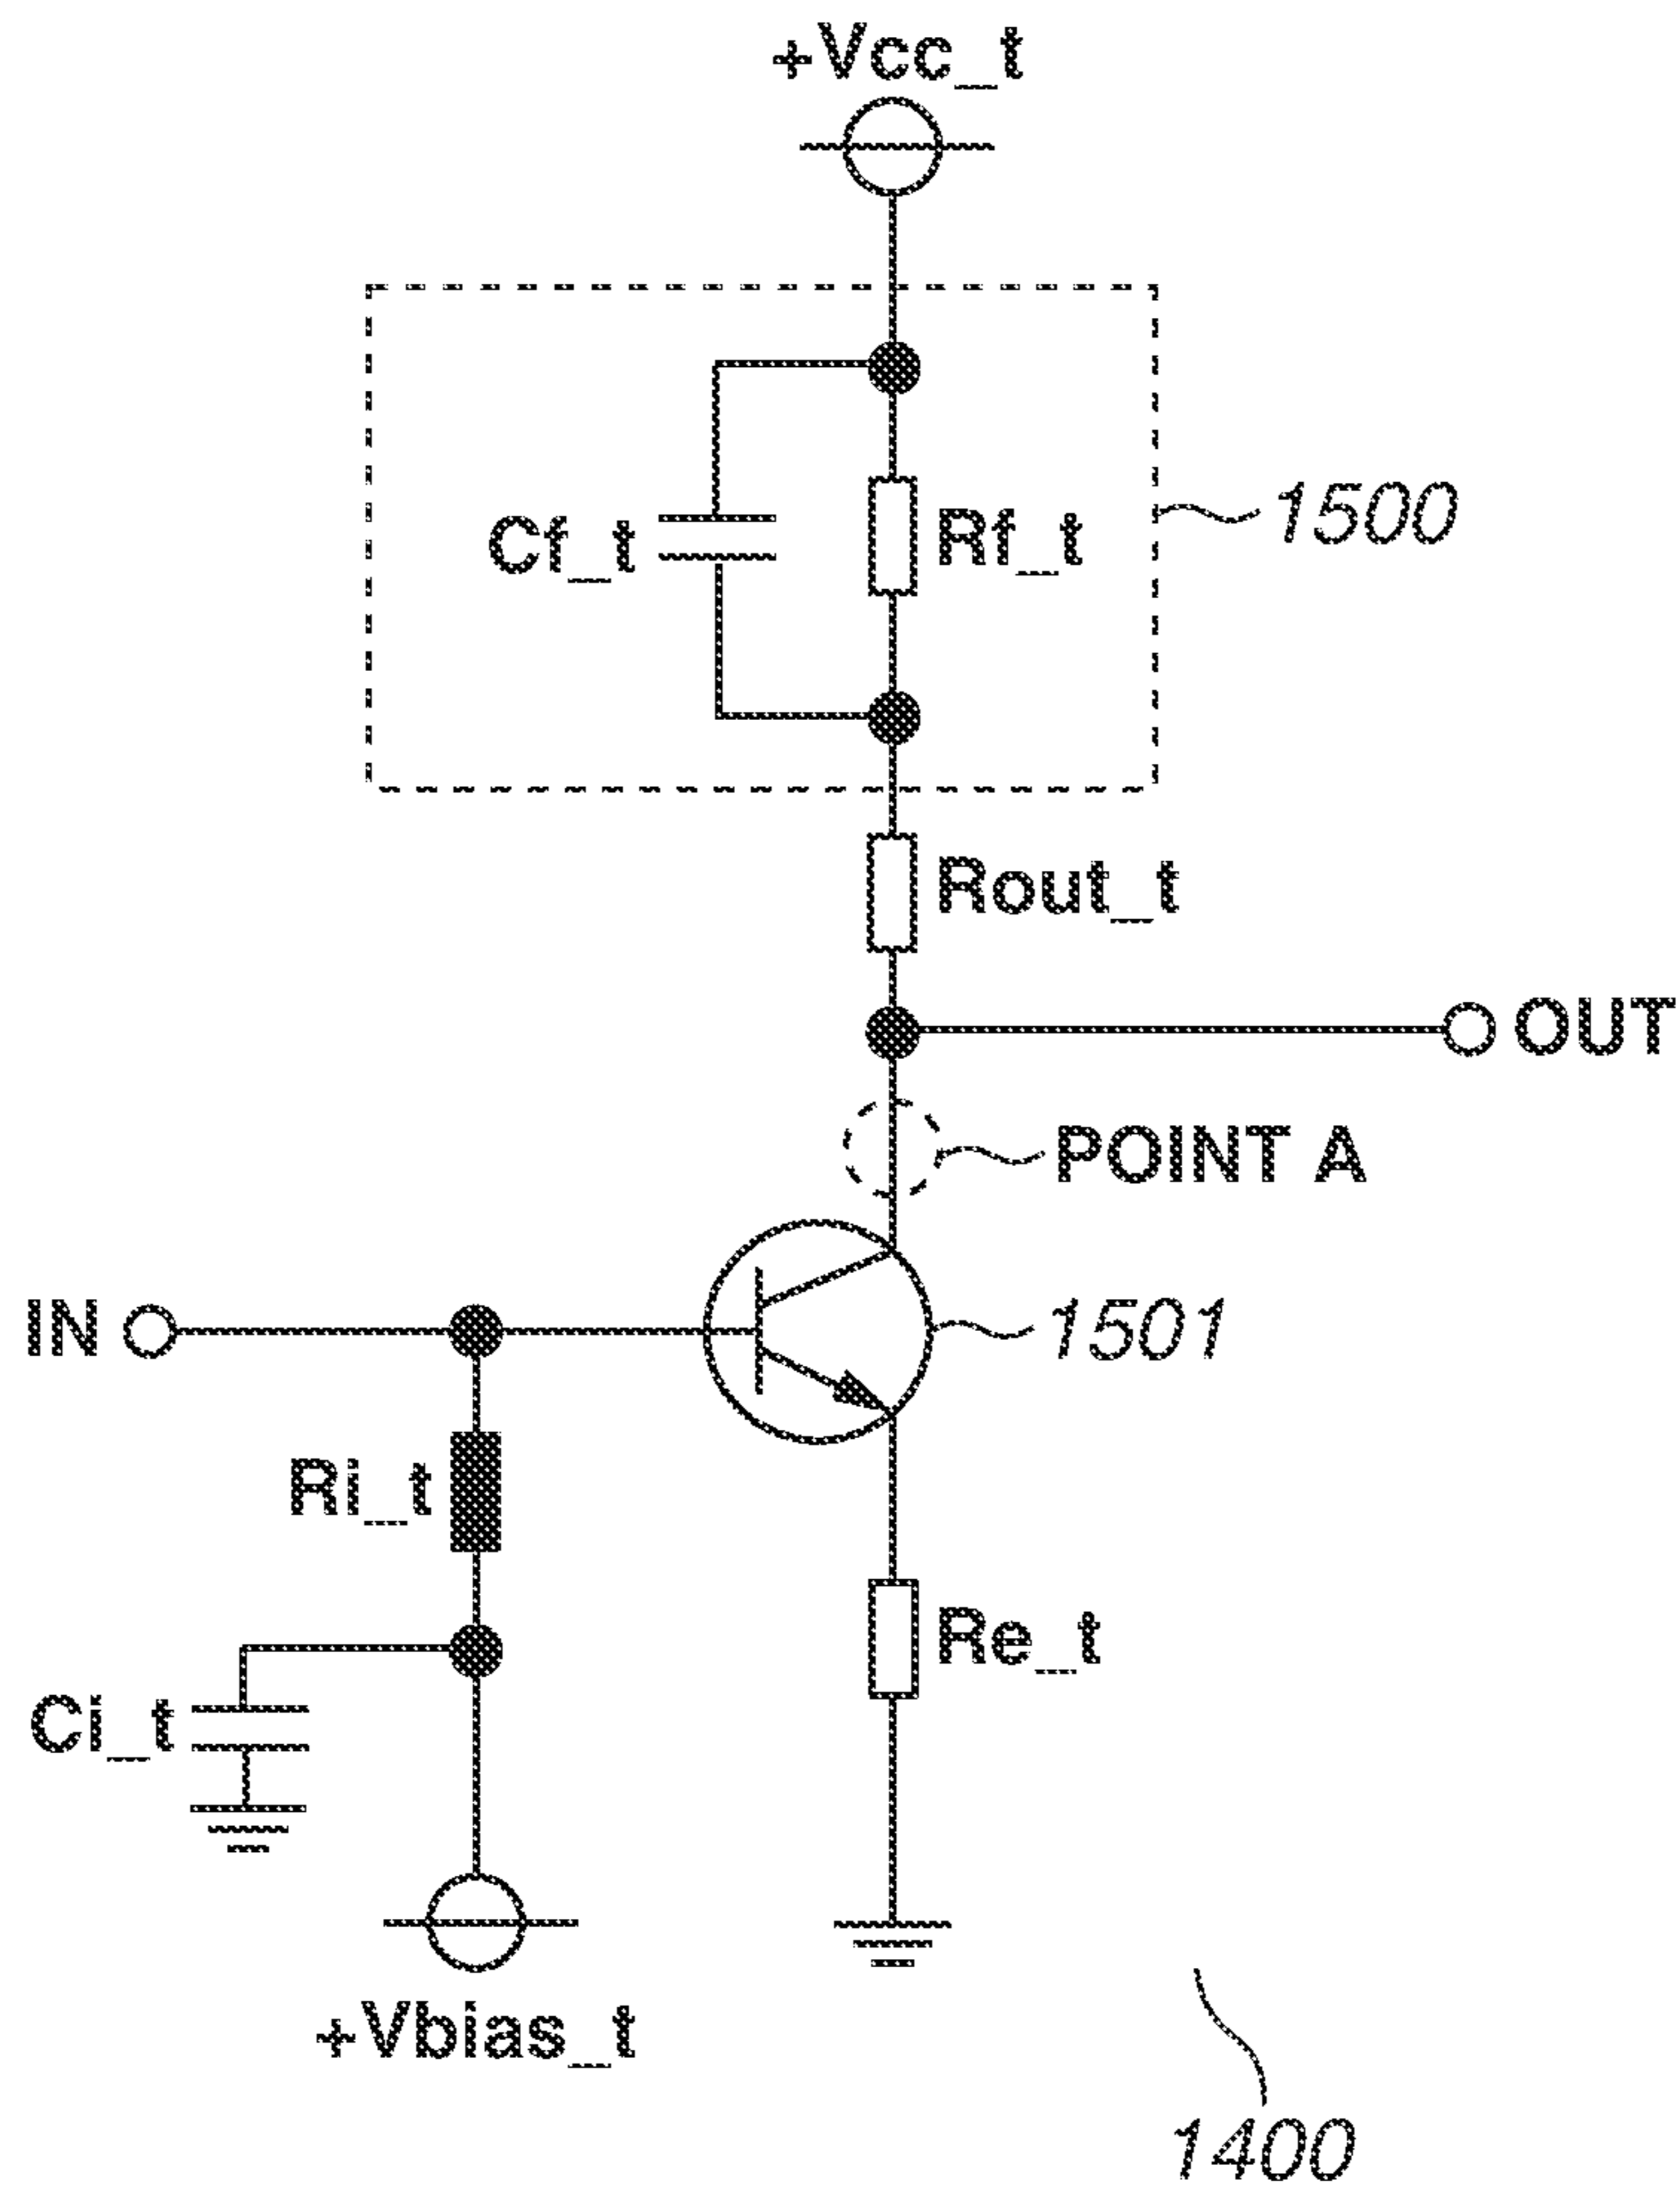 +Vcc_t
Cf_t
Rf_t
1500
Rout_t
OUT
POINT A
IN
1501
Ri_t
Re_t
Ci_t
+Vbias_t
1400